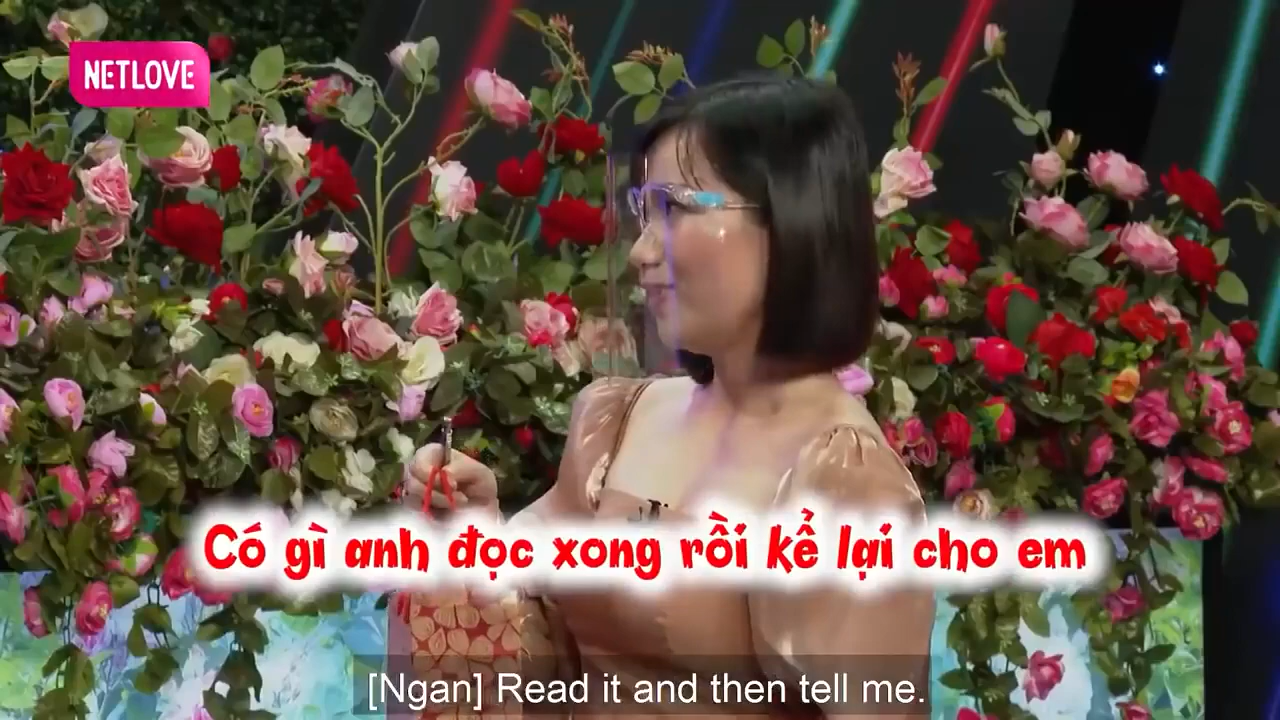 NETLOVE
Có gì anh đọc xong rồi kể lại cho em
[Ngan] Read it and then tell me.